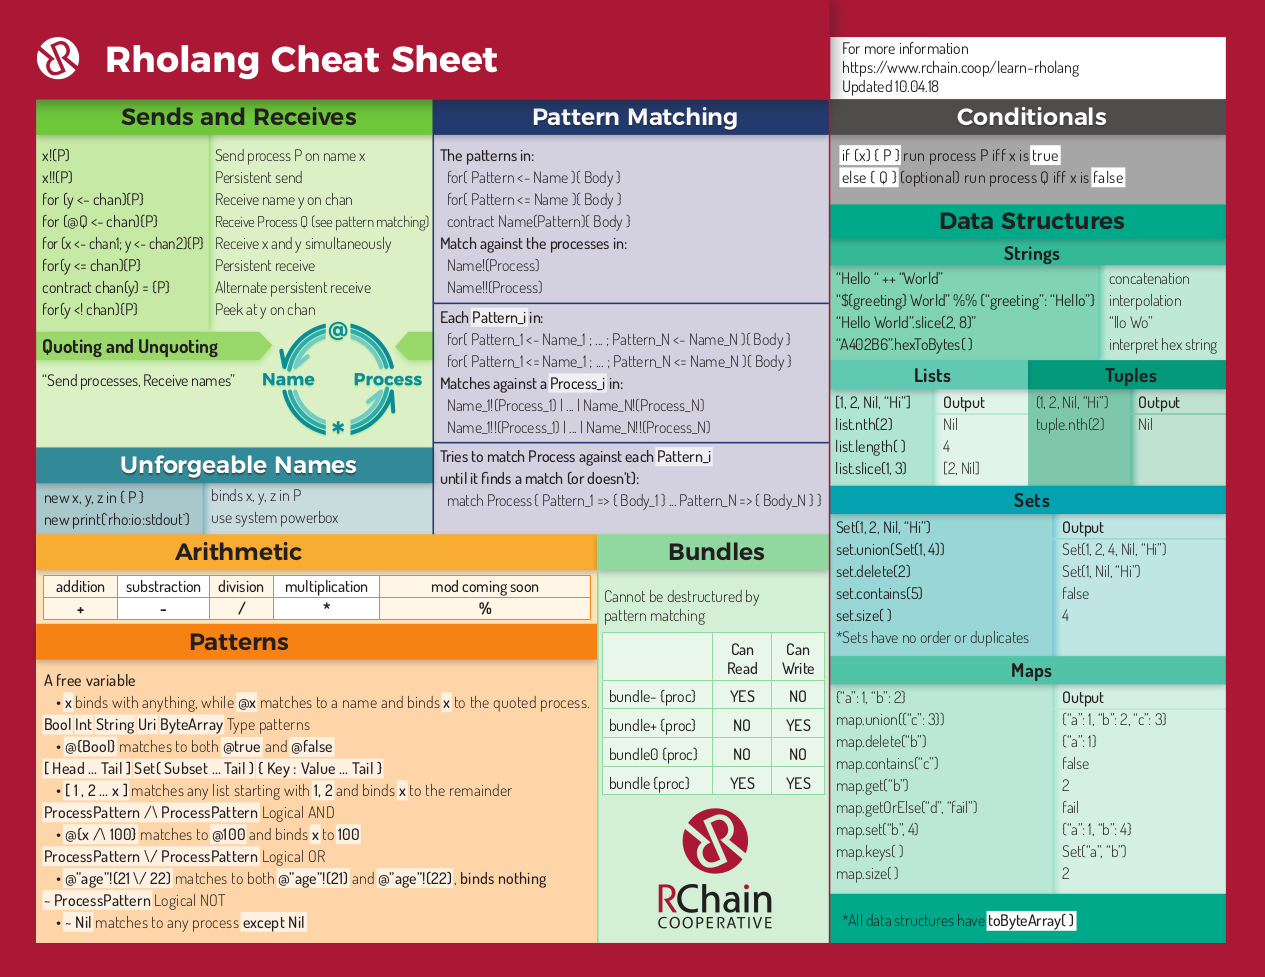 Rholang Cheat Sheet
For more information
https://www.rchain.coop/learn-rholang
Updated 10.04.18
Sends and Receives
x!(P) Send process P on name x
x!!(P) Persistent send
for (y <- chan){P} Receive name y on chan
for (@Q <- chan){P} Receive Process Q (see pattern matching)
for (x <- chan1; y <- chan2){P} Receive x and y simultaneously
for(y <= chan){P} Persistent receive
contract chan(y) = {P} Alternate persistent receive
for(y <! chan){P} Peek at y on chan
Quoting and Unquoting
“Send processes, Receive names”
@
Name Process
*
Unforgeable Names
new x, y, z in { P } binds x, y, z in P
new print(`rho:io:stdout`) use system powerbox
Pattern Matching
The patterns in:
for( Pattern <- Name ){ Body }
for( Pattern <= Name ){ Body }
contract Name(Pattern){ Body }
Match against the processes in:
Name!(Process)
Name!!(Process)
Each Pattern_i in:
for( Pattern_1 <- Name_1 ; ... ; Pattern_N <- Name_N ){ Body }
for( Pattern_1 <= Name_1 ; ... ; Pattern_N <= Name_N ){ Body }
Matches against a Process_i in:
Name_1!(Process_1) | ... | Name_N!(Process_N)
Name_1!!(Process_1) | ... | Name_N!!(Process_N)
Tries to match Process against each Pattern_i
until it finds a match (or doesn’t):
match Process { Pattern_1 => { Body_1 } ... Pattern_N => { Body_N } }
Arithmetic
addition substraction division multiplication mod coming soon
+ - / * %
Patterns
A free variable
• x binds with anything, while @x matches to a name and binds x to the quoted process.
Bool Int String Uri ByteArray Type patterns
• @{Bool} matches to both @true and @false
[ Head ... Tail ] Set( Subset ... Tail ) { Key : Value ... Tail }
• [ 1 , 2 ... x ] matches any list starting with 1, 2 and binds x to the remainder
ProcessPattern /\ ProcessPattern Logical AND
• @{x /\ 100} matches to @100 and binds x to 100
ProcessPattern \/ ProcessPattern Logical OR
• @”age”!(21 \/ 22) matches to both @”age”!(21) and @”age”!(22), binds nothing
~ ProcessPattern Logical NOT
• ~ Nil matches to any process except Nil
Bundles
Cannot be destructured by
pattern matching
Can Read Can Write
bundle- {proc} YES NO
bundle+ {proc} NO YES
bundle0 {proc} NO NO
bundle {proc} YES YES
RChain
COOPERATIVE
Conditionals
if (x) { P } run process P iff x is true
else { Q } (optional) run process Q iff x is false
Data Structures
Strings
“Hello “ ++ “World” concatenation
“${greeting} World” %% {“greeting”: “Hello”} interpolation
“Hello World”.slice(2, 8)” “llo Wo”
“A402B6”.hexToBytes( ) interpret hex string
Lists
[1, 2, Nil, “Hi”] Output
list.nth(2) Nil
list.length( ) 4
list.slice(1, 3) [2, Nil]
Tuples
(1, 2, Nil, “Hi”) Output
tuple.nth(2) Nil
Sets
Set(1, 2, Nil, “Hi”) Output
set.union(Set(1, 4)) Set(1, 2, 4, Nil, “Hi”)
set.delete(2) Set(1, Nil, “Hi”)
set.contains(5) false
set.size( ) 4
*Sets have no order or duplicates
Maps
{“a”: 1, “b”: 2} Output
map.union({“c”: 3}) {“a”: 1, “b”: 2, “c”: 3}
map.delete(“b”) {“a”: 1}
map.contains(“c”) false
map.get(“b”) 2
map.getOrElse(“d”, “fail”) fail
map.set(“b”, 4) {“a”: 1, “b”: 4}
map.keys( ) Set(“a”, “b”)
map.size( ) 2
*All data structures have toByteArray( )